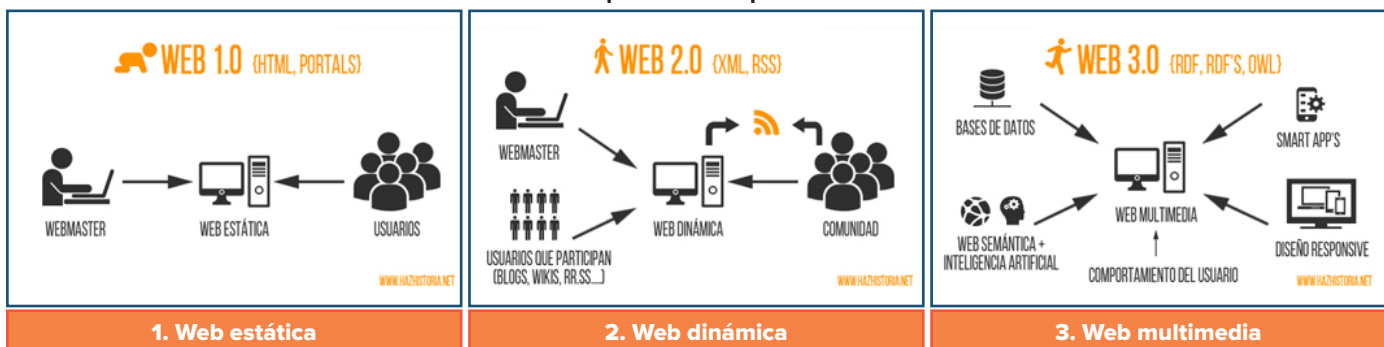 WEB 1.0 {HTML, PORTALS}
WEBMASTER
WEB ESTÁTICA
USUARIOS
WWW.HAZHISTORIA.NET
1. Web estática
WEB 2.0 {XML, RSS}
WEBMASTER
USUARIOS QUE PARTICIPAN
(BLOGS, WIKIS, RR.SS....)
WEB DINÁMICA
COMUNIDAD
WWW.HAZHISTORIA.NET
2. Web dinámica
WEB 3.0 {RDF, RDF'S, OWL}
BASES DE DATOS
SMART APP'S
WEB MULTIMEDIA
WEB SEMÁNTICA +
INTELIGENCIA ARTIFICIAL
DISEÑO RESPONSIVE
COMPORTAMIENTO DEL USUARIO
WWW.HAZHISTORIA.NET
3. Web multimedia